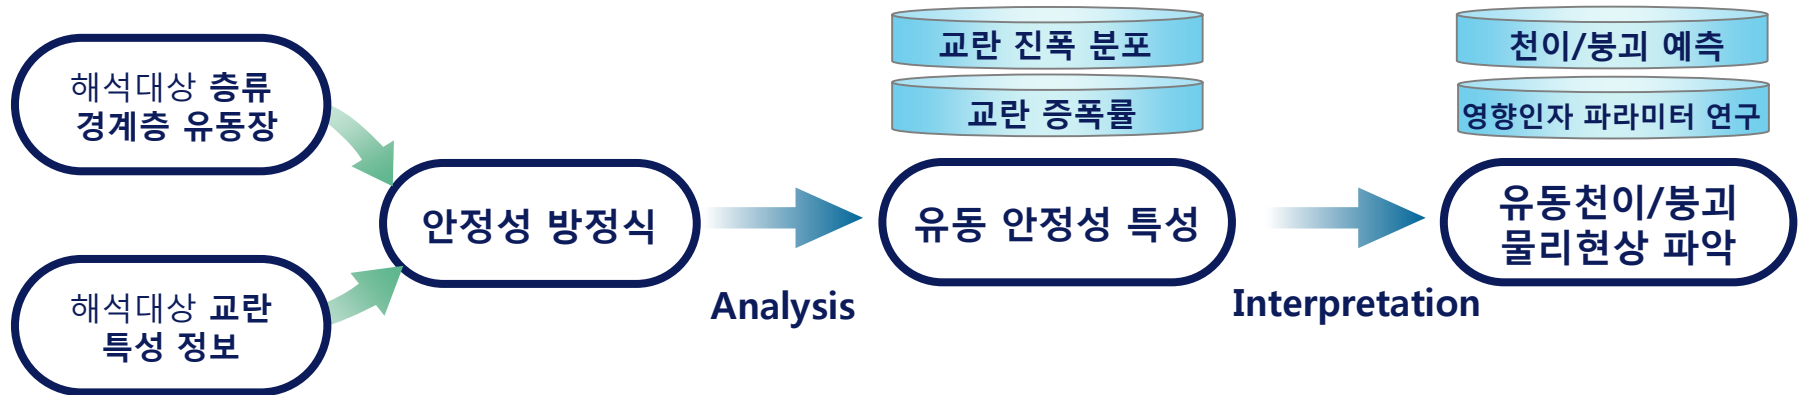 해석대상 층류
경계층 유동장
해석대상 교란
특성 정보
안정성 방정식
Analysis
교란 진폭 분포
교란 증폭률
유동 안정성 특성
Interpretation
천이/붕괴 예측
영향인자 파라미터 연구
유동천이/붕괴
물리현상 파악